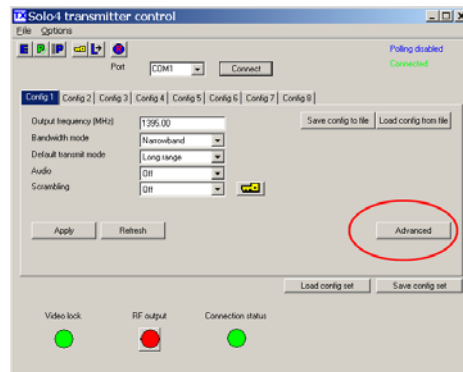 Solo4 transmitter control
File Options
E P IP
Polling disabled
Port COM1 Connect
Connected
Config 1 Config 2 Config 3 Config 4 Config 5 Config 6 Config 7 Config 8
Output frequency (MHz) 1395.00 Save config to file Load config from file
Bandwidth mode Narrowband
Default transmit mode Long range
Audio Off
Scrambling Off
Apply Refresh Advanced
Load config set Save config set
Video lock RF output Connection status